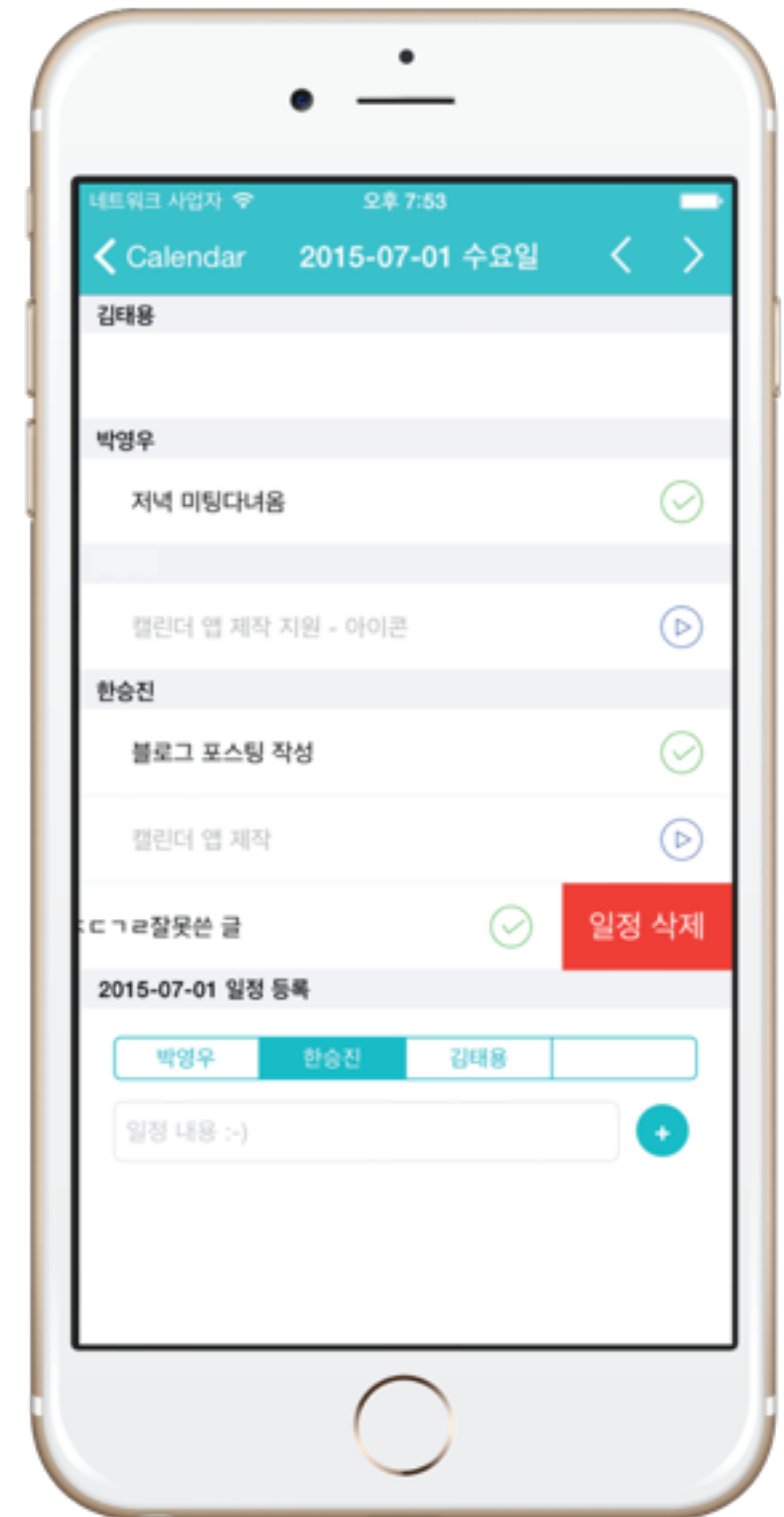 네트워크 사업자 오후 7:53
Calendar 2015-07-01 수요일
김태용
박영우
저녁 미팅다녀옴
캘린더 앱 제작 지원 - 아이콘
한승진
블로그 포스팅 작성
캘린더 앱 제작
ㄷㄱㄹ잘못쓴 글 일정 삭제
2015-07-01 일정 등록
박영우 한승진 김태용
일정 내용 :-)
+